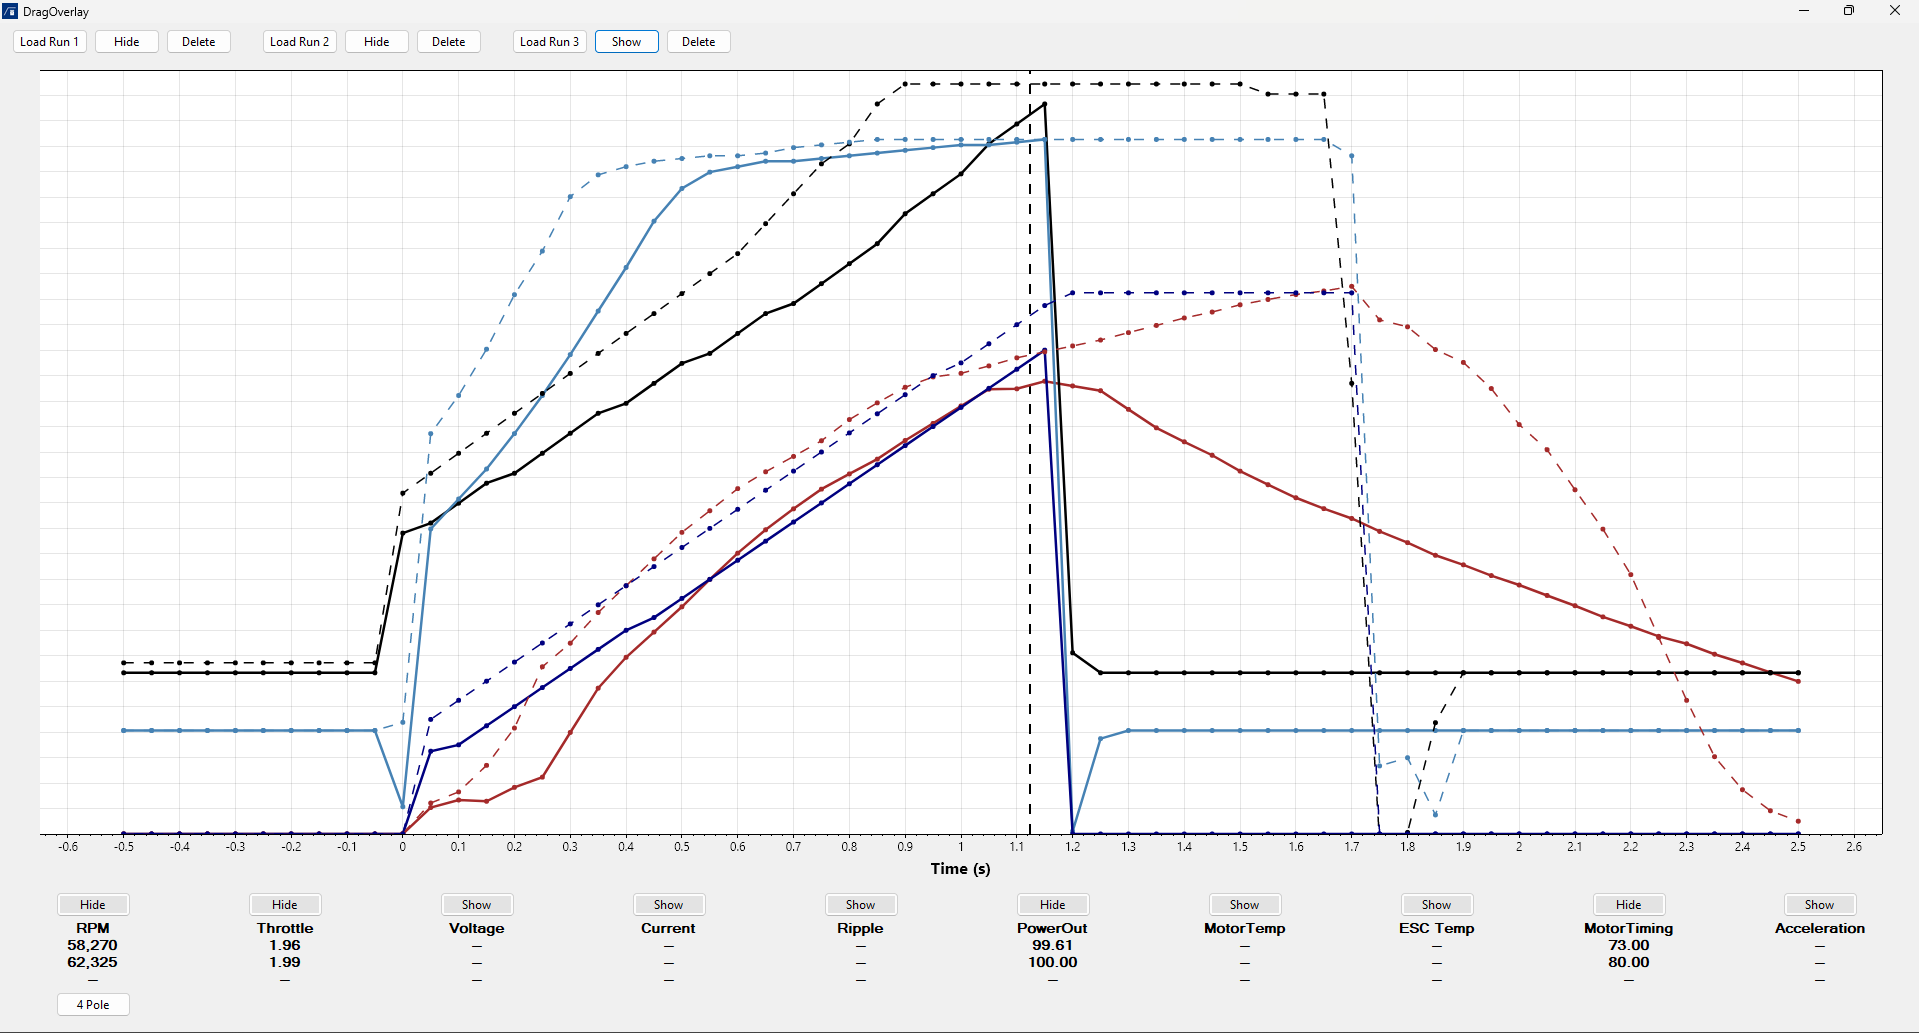 DragOverlay
Load Run 1 Hide Delete Load Run 2 Hide Delete Load Run 3 Show Delete
-0.6 -0.5 -0.4 -0.3 -0.2 -0.1 0 0.1 0.2 0.3 0.4 0.5 0.6 0.7 0.8 0.9 1 1.1 1.2 1.3 1.4 1.5 1.6 1.7 1.8 1.9 2 2.1 2.2 2.3 2.4 2.5 2.6
Time (s)
Hide Hide Show Show Show Hide Show Show Hide Show
RPM Throttle Voltage Current Ripple PowerOut MotorTemp ESC Temp MotorTiming Acceleration
58,270 1.96 — — — 99.61 — — 73.00 —
62,325 1.99 — — — 100.00 — — 80.00 —
— — — — — — — — — —
4 Pole